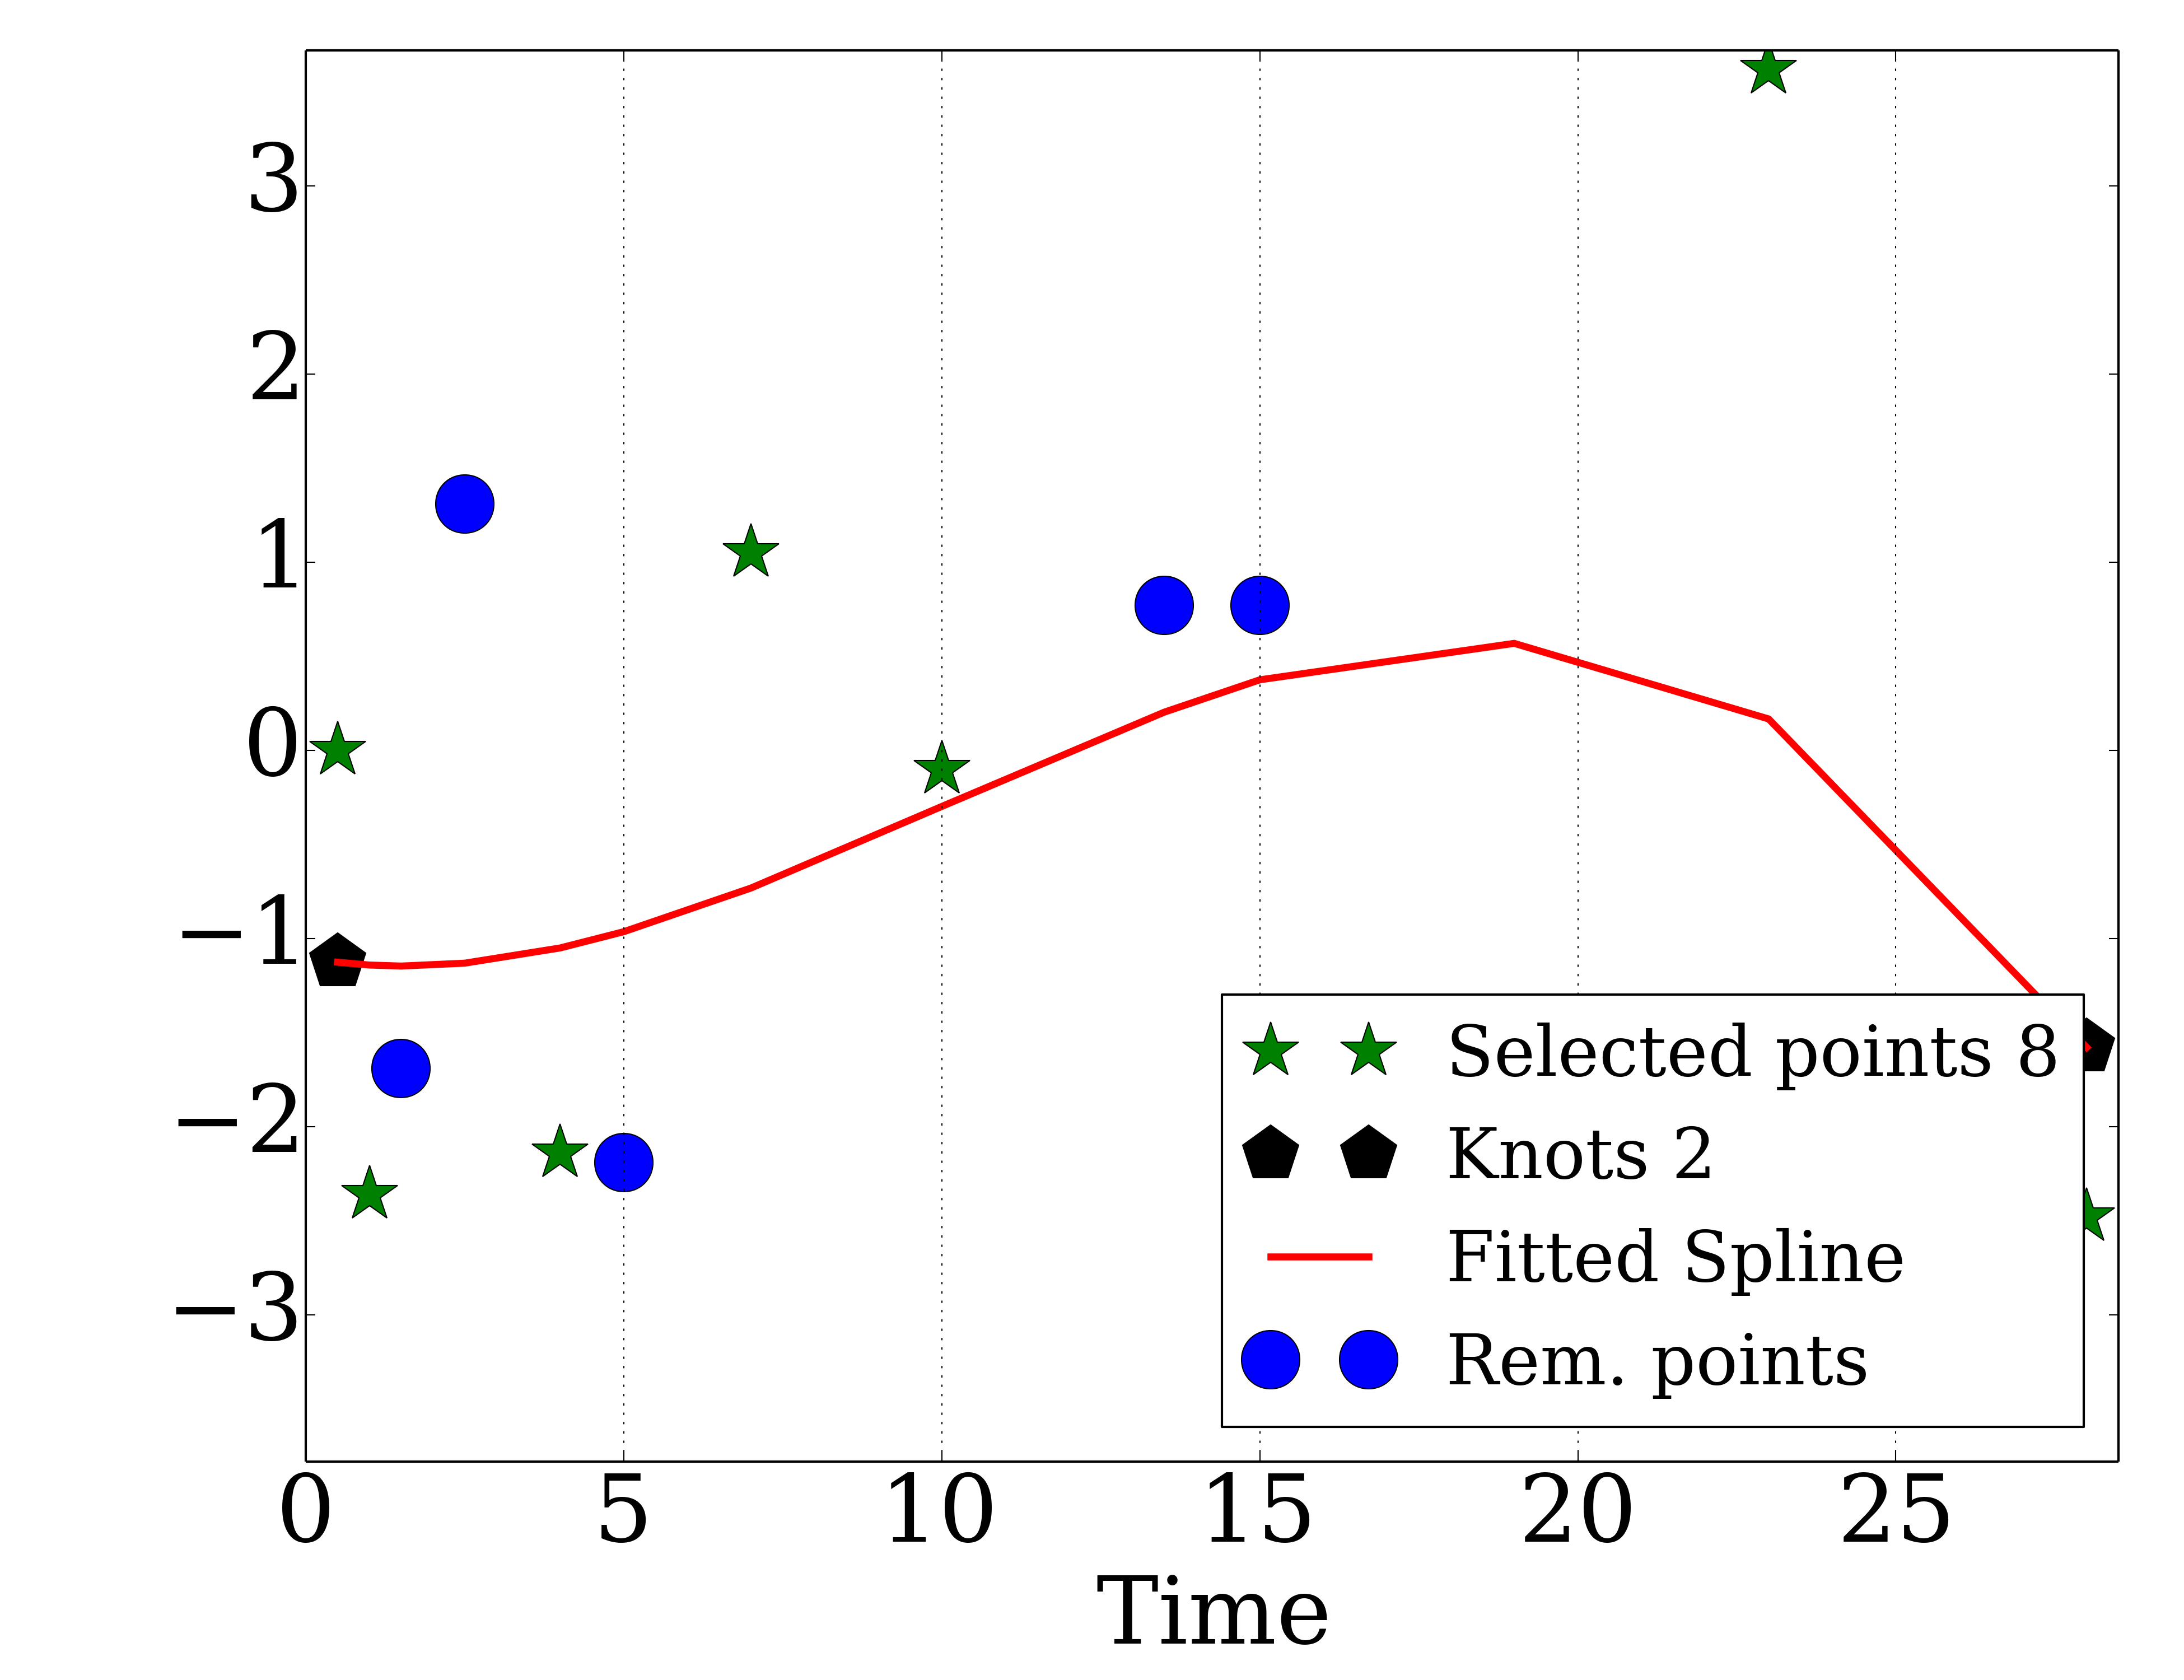 3
2
1
0
−1
−2
−3
Selected points 8
Knots 2
Fitted Spline
Rem. points
0 5 10 15 20 25
Time